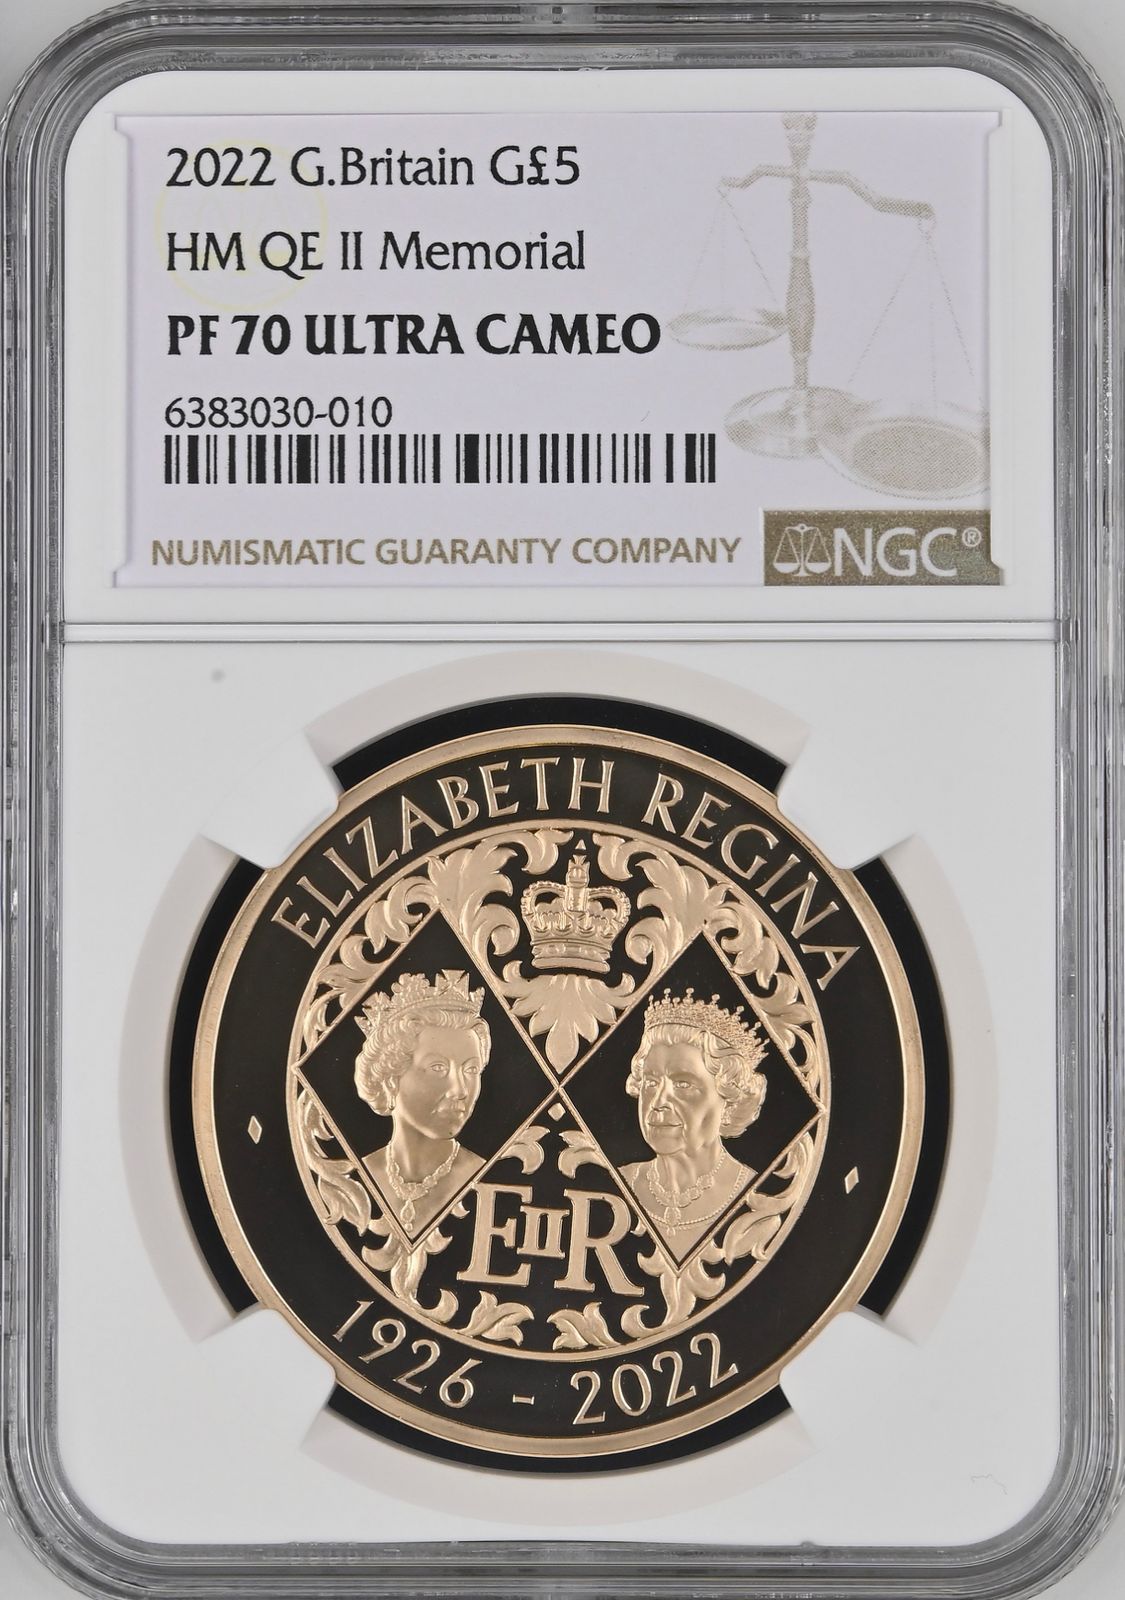 2022 G.Britain G£5
HM QE II Memorial
PF 70 ULTRA CAMEO
6383030-010
NUMISMATIC GUARANTY COMPANY
NGC®
ELIZABETH REGINA
EIIR
1926 - 2022